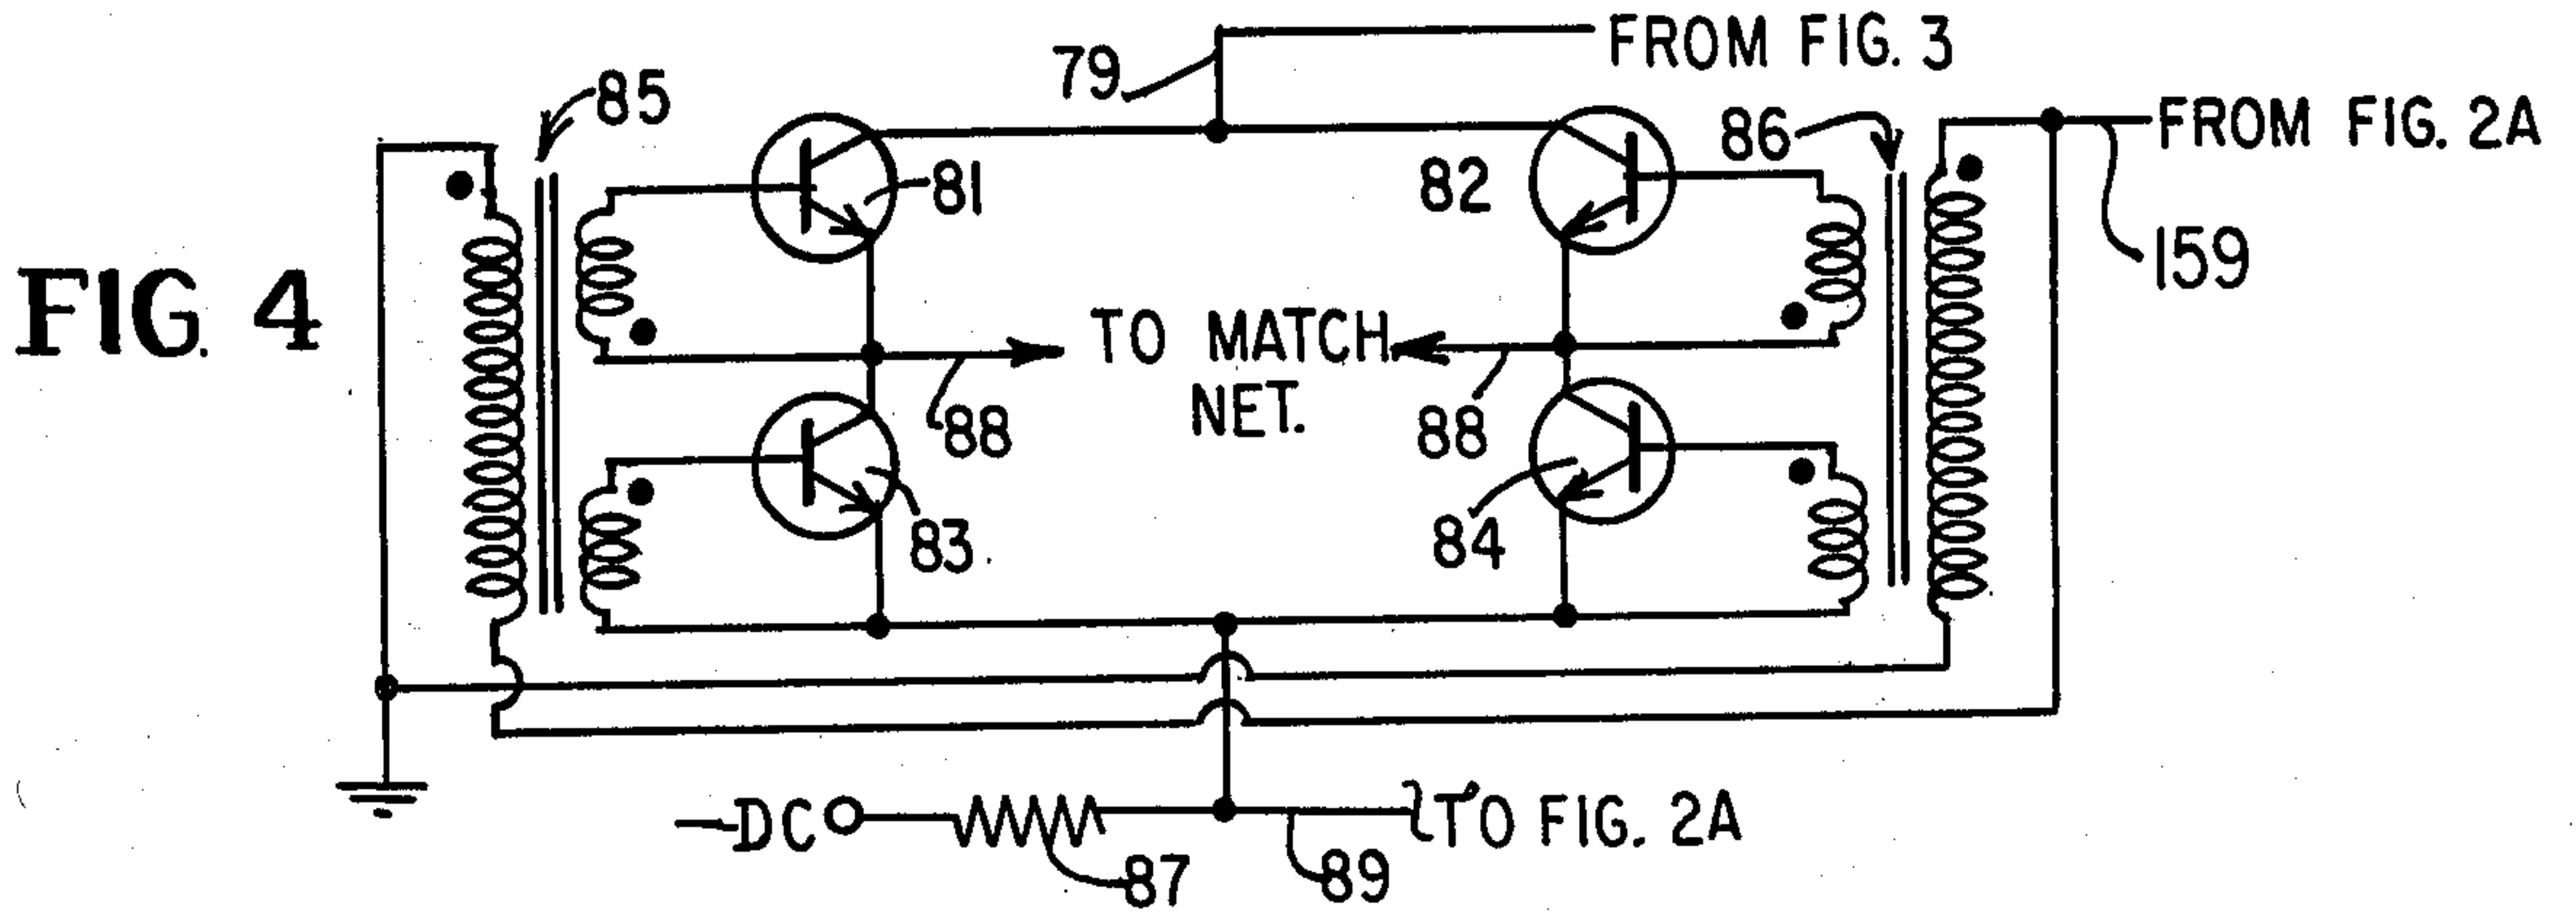 FROM FIG. 3
79
85
86
FROM FIG. 2A
81
82
159
FIG. 4
TO MATCH.
NET.
88
88
83
84
-DC
TO FIG. 2A
87
89